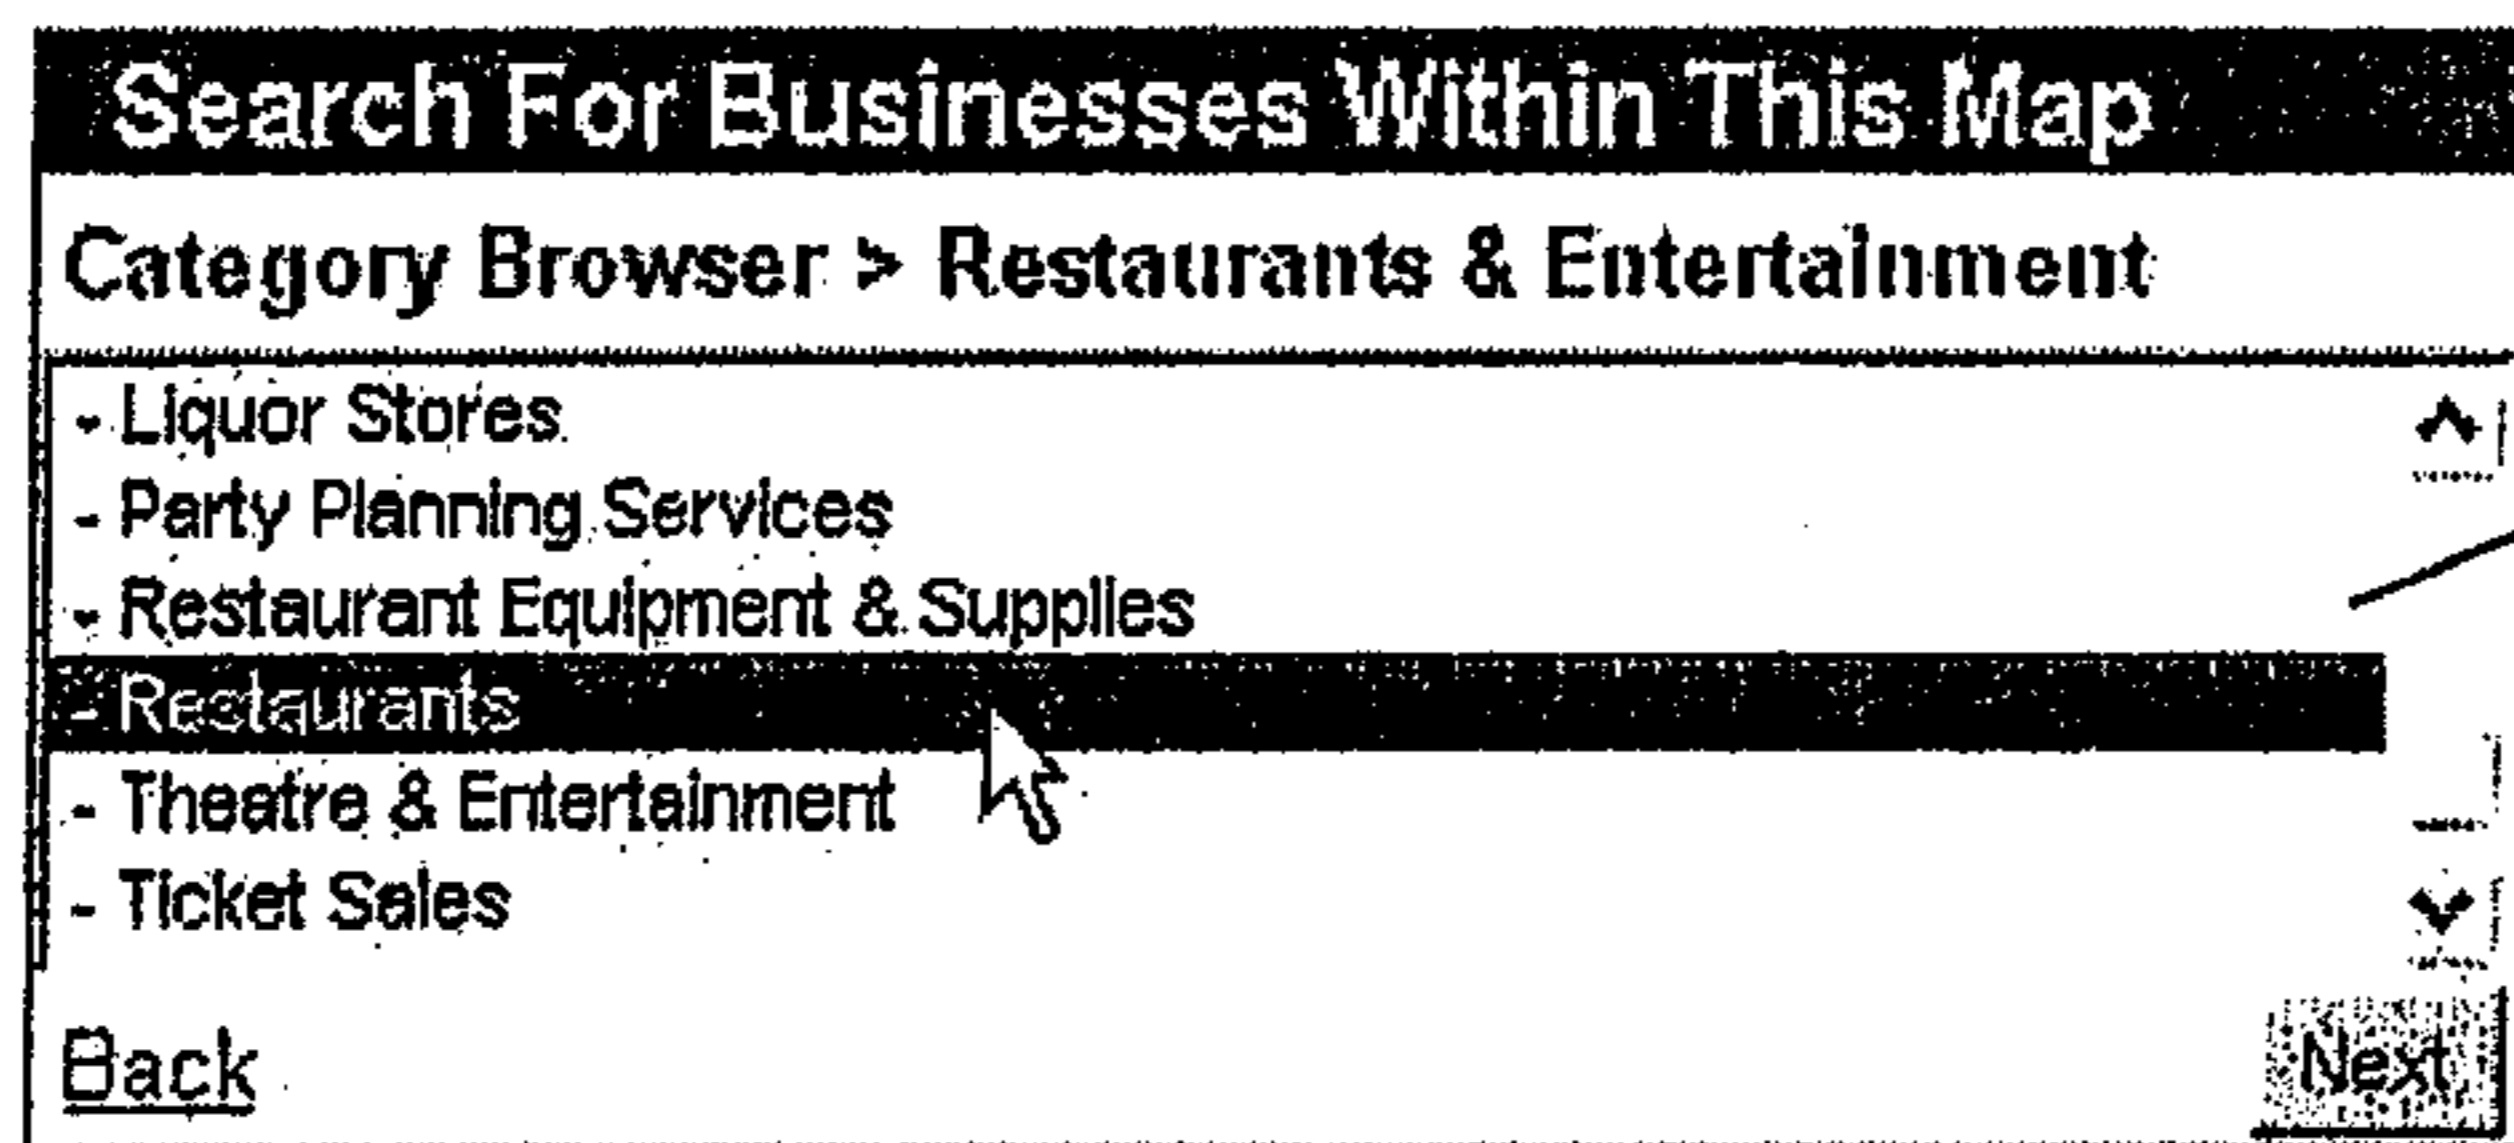 Search For Businesses Within This Map
Category Browser > Restaurants & Entertainment
- Liquor Stores
- Party Planning Services
- Restaurant Equipment & Supplies
- Restaurants
- Theatre & Entertainment
- Ticket Sales
Back
Next